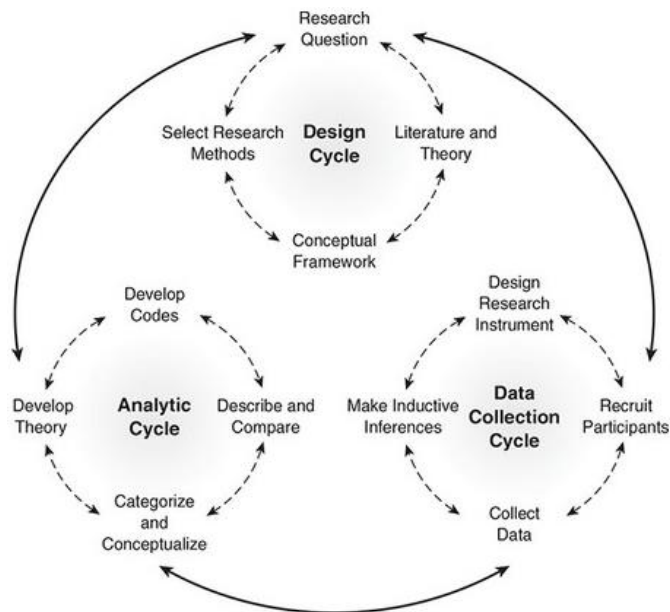 Research
Question
Select Research
Methods
Design
Cycle
Literature and
Theory
Conceptual
Framework
Develop
Codes
Develop
Theory
Analytic
Cycle
Describe and
Compare
Categorize
and
Conceptualize
Design
Research
Instrument
Make Inductive
Inferences
Data
Collection
Cycle
Recruit
Participants
Collect
Data